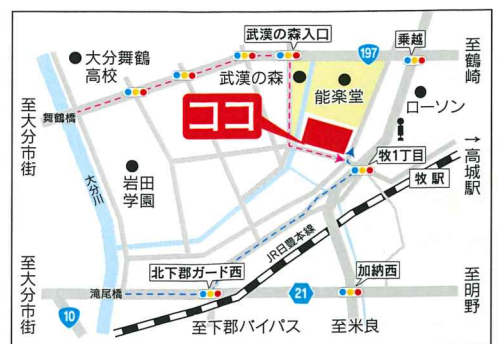 武漢の森入口
197
乗越
至鶴崎
大分舞鶴
高校
武漢の森
能楽堂
ローソン
舞鶴橋
至大分市街
ココ
牧1丁目
→高城駅
牧 駅
大分川
岩田
学園
JR日豊本線
北下郡ガード西
加納西
至大分市街
滝尾橋
21
至明野
10
至下郡バイパス
至米良